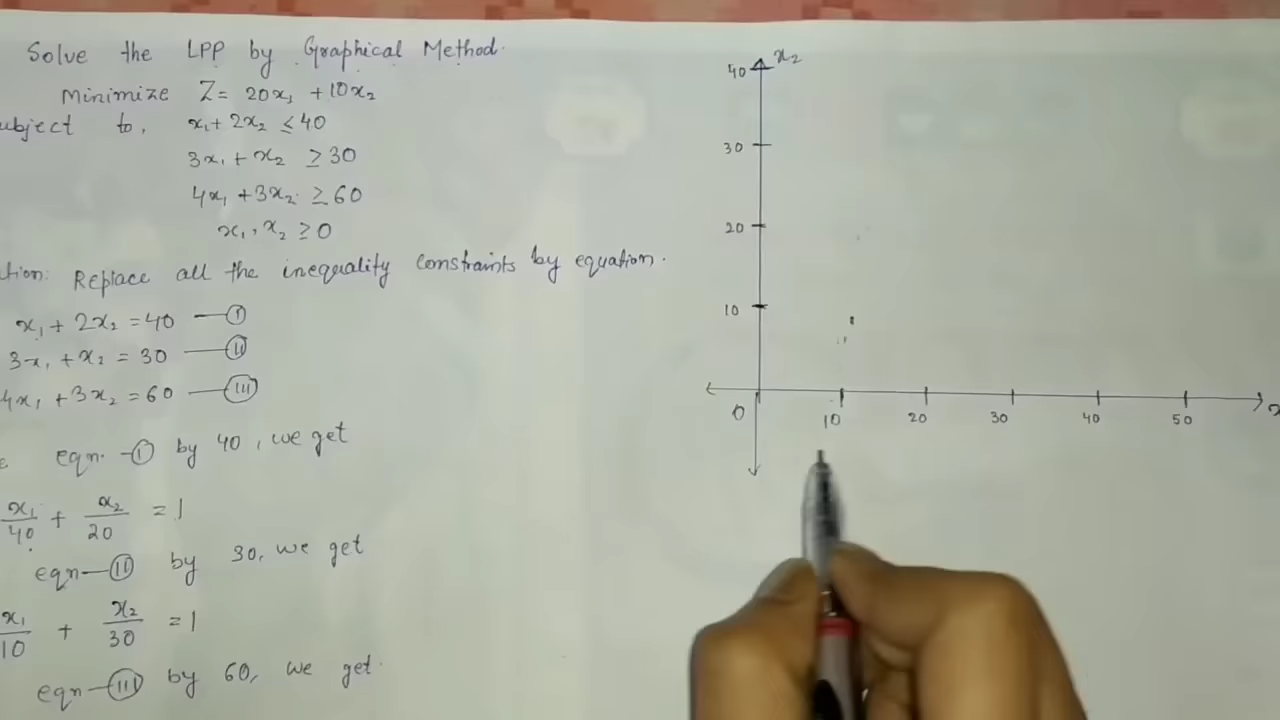 Solve the LPP by Graphical Method.
Minimize Z = 20x₁ + 10x₂
ubject to, x₁ + 2x₂ ≤ 40
3x₁ + x₂ ≥ 30
4x₁ + 3x₂ ≥ 60
x₁, x₂ ≥ 0
tion: Replace all the inequality constraints by equation.
x₁ + 2x₂ = 40 — (I)
3x₁ + x₂ = 30 — (II)
4x₁ + 3x₂ = 60 — (III)
eqn. — (I) by 40, we get
x₁/40 + x₂/20 = 1
eqn — (II) by 30, we get
x₁/10 + x₂/30 = 1
eqn — (III) by 60, we get.
x₂
40
30
20
10
0 10 20 30 40 50